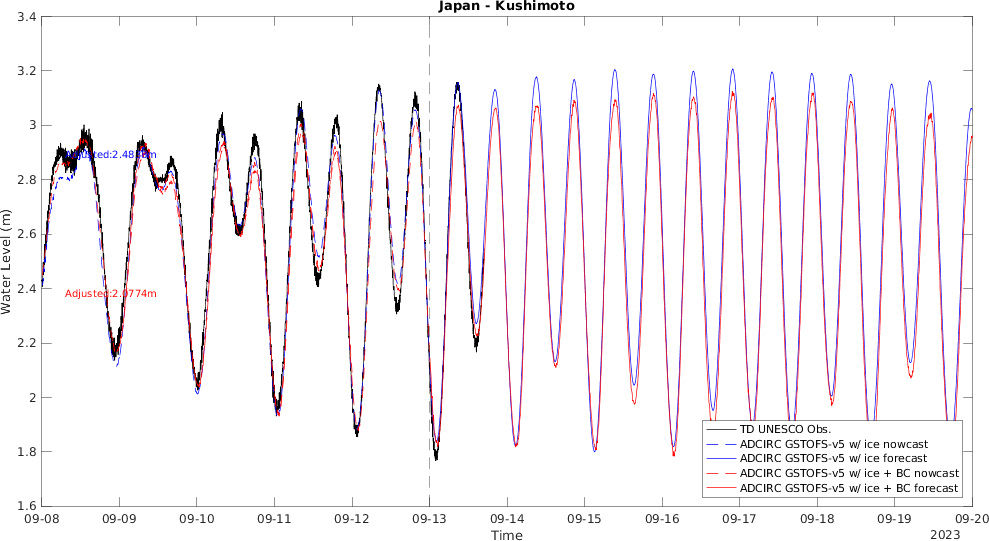 Japan - Kushimoto
3.4
3.2
3
2.8
2.6
2.4
2.2
2
1.8
1.6
Water Level (m)
Adjusted:2.0774m
TD UNESCO Obs.
ADCIRC GSTOFS-v5 w/ ice nowcast
ADCIRC GSTOFS-v5 w/ ice forecast
ADCIRC GSTOFS-v5 w/ ice + BC nowcast
ADCIRC GSTOFS-v5 w/ ice + BC forecast
09-08 09-09 09-10 09-11 09-12 09-13 09-14 09-15 09-16 09-17 09-18 09-19 09-20
Time
2023